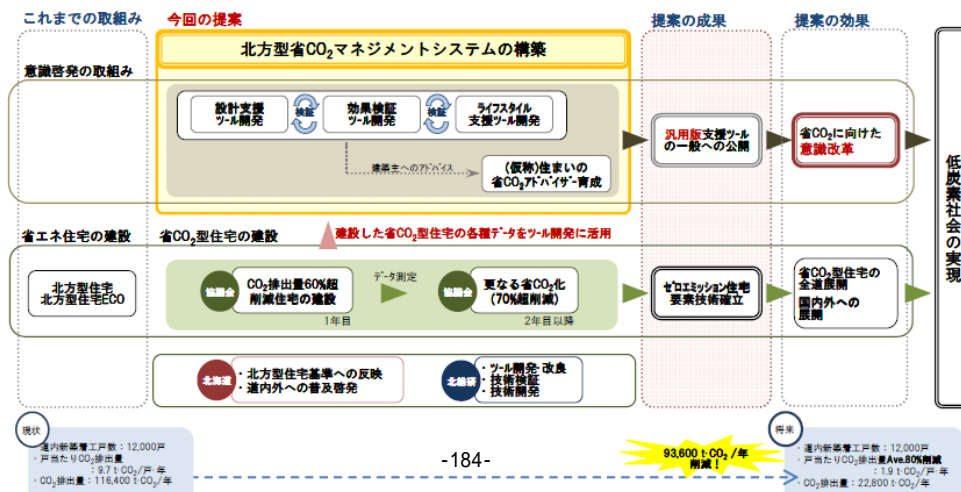 これまでの取組み
今回の提案
提案の成果
提案の効果
北方型省CO₂マネジメントシステムの構築
意識啓発の取組み
設計支援
ツール開発
検証
効果検証
ツール開発
検証
ライフスタイル
支援ツール開発
建築主へのアドバイス
(仮称)住まいの
省CO₂アドバイザー育成
汎用版支援ツール
の一般への公開
省CO₂に向けた
意識改革
低炭素社会の実現
省エネ住宅の建設
省CO₂型住宅の建設
建設した省CO₂型住宅の各種データをツール開発に活用
北方型住宅
北方型住宅ECO
協議会
CO₂排出量60%超
削減住宅の建設
1年目
データ測定
協議会
更なる省CO₂化
(70%超削減)
2年目以降
ゼロエミッション住宅
要素技術確立
省CO₂型住宅の
全道展開
国内外への
展開
北海道
・北方型住宅基準への反映
・道内外への普及啓発
北総研
・ツール開発・改良
・技術検証
・技術開発
現状
・道内新築着工戸数：12,000戸
・戸当たりCO₂排出量
：9.7 t-CO₂/戸・年
・CO₂排出量：116,400 t-CO₂/年
-184-
93,600 t-CO₂/年
削減！
将来
・道内新築着工戸数：12,000戸
・戸当たりCO₂排出量Ave.80%削減
：1.9 t-CO₂/戸・年
・CO₂排出量：22,800 t-CO₂/年